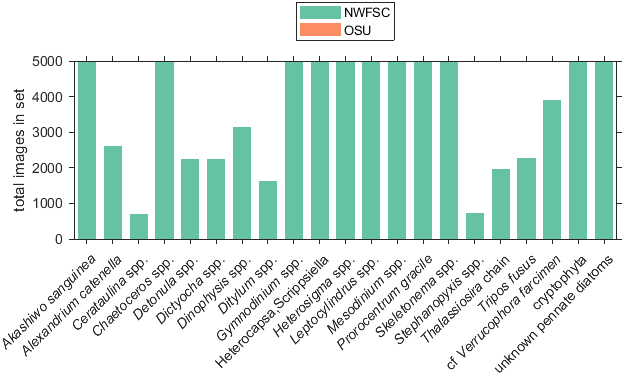 NWFSC
OSU
total images in set
5000
4000
3000
2000
1000
0
Akashiwo sanguinea
Alexandrium catenella
Cerataulina spp.
Chaetoceros spp.
Detonula spp.
Dictyocha spp.
Dinophysis spp.
Ditylum spp.
Gymnodinium spp.
Heterocapsa,Scrippsiella
Heterosigma spp.
Leptocylindrus spp.
Mesodinium spp.
Prorocentrum gracile
Skeletonema spp.
Stephanopyxis spp.
Thalassiosira chain
Tripos fusus
cf Verrucophora farcimen
cryptophyta
unknown pennate diatoms